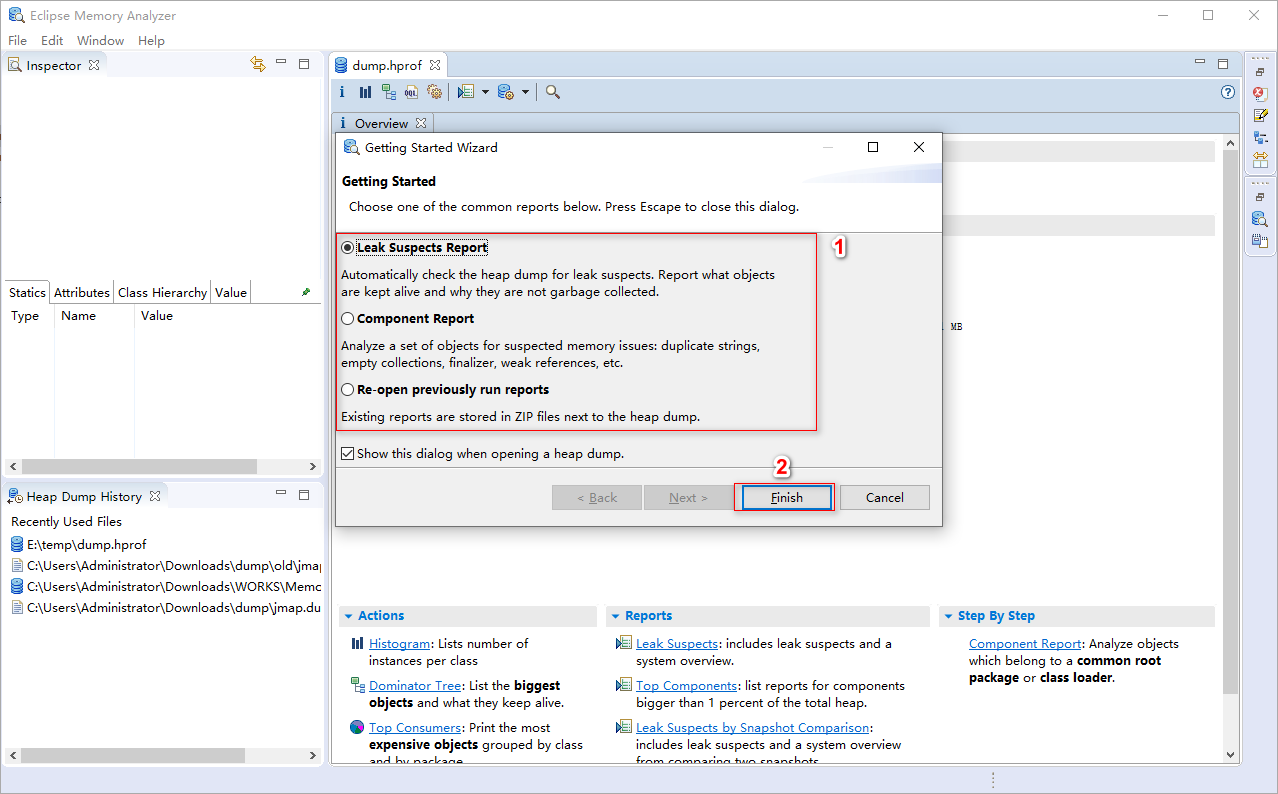 Eclipse Memory Analyzer
File Edit Window Help
Inspector
Statics Attributes Class Hierarchy Value
Type Name Value
Heap Dump History
Recently Used Files
E:\temp\dump.hprof
C:\Users\Administrator\Downloads\dump\old\jmap
C:\Users\Administrator\Downloads\WORKS\Memo
C:\Users\Administrator\Downloads\dump\jmap.du
dump.hprof
i OQL
i Overview
MB
Getting Started Wizard
Getting Started
Choose one of the common reports below. Press Escape to close this dialog.
1
Leak Suspects Report
Automatically check the heap dump for leak suspects. Report what objects
are kept alive and why they are not garbage collected.
Component Report
Analyze a set of objects for suspected memory issues: duplicate strings,
empty collections, finalizer, weak references, etc.
Re-open previously run reports
Existing reports are stored in ZIP files next to the heap dump.
Show this dialog when opening a heap dump.
2
< Back Next > Finish Cancel
Actions
Histogram: Lists number of
instances per class
Dominator Tree: List the biggest
objects and what they keep alive.
Top Consumers: Print the most
expensive objects grouped by class
and by package.
Reports
Leak Suspects: includes leak suspects and a
system overview.
Top Components: list reports for components
bigger than 1 percent of the total heap.
Leak Suspects by Snapshot Comparison:
includes leak suspects and a system overview
from comparing two snapshots.
Step By Step
Component Report: Analyze objects
which belong to a common root
package or class loader.